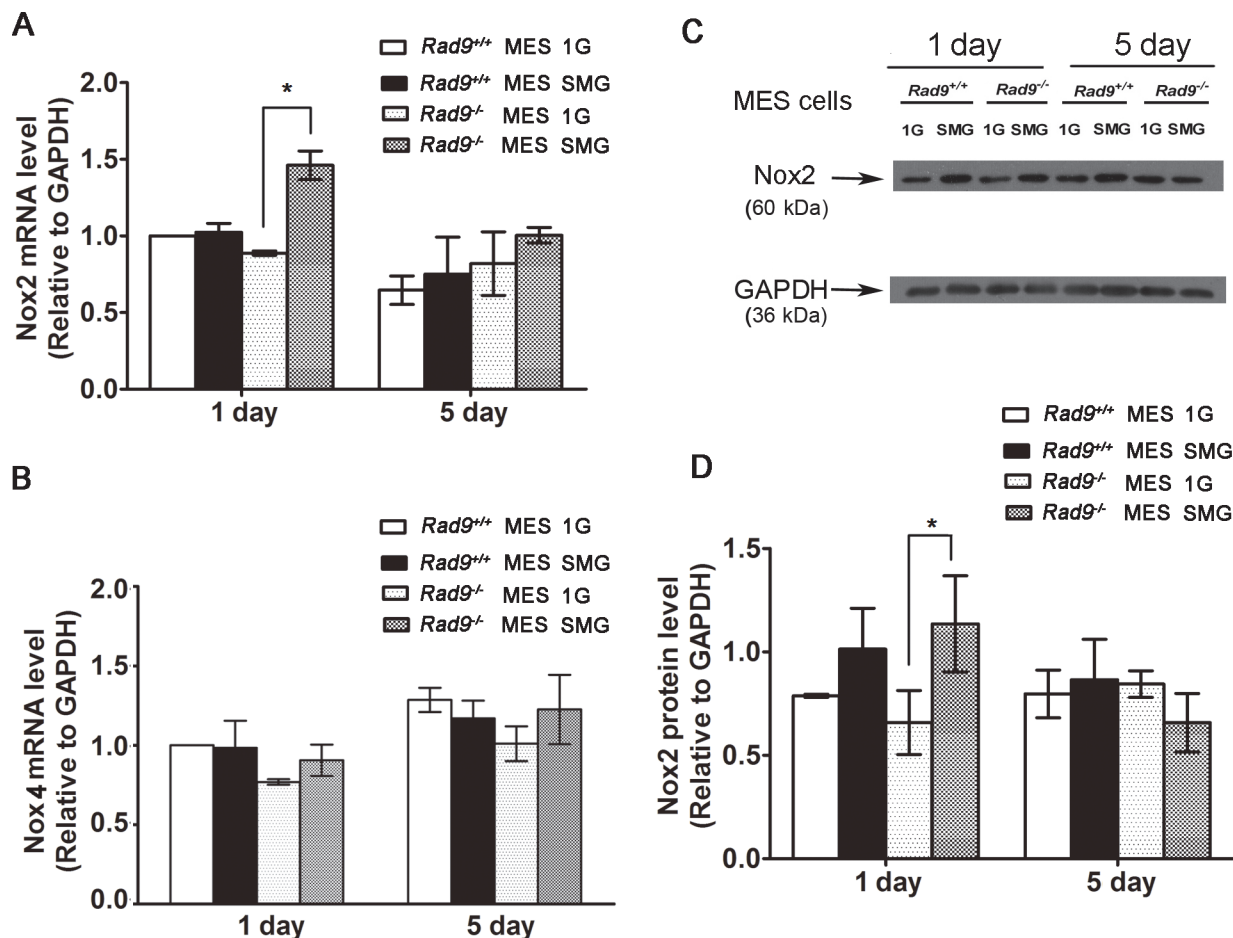 A
Rad9+/+ MES 1G
Rad9+/+ MES SMG
Rad9-/- MES 1G
Rad9-/- MES SMG
*
Nox2 mRNA level
(Relative to GAPDH)
2.0
1.5
1.0
0.5
0.0
1 day
5 day
B
Rad9+/+ MES 1G
Rad9+/+ MES SMG
Rad9-/- MES 1G
Rad9-/- MES SMG
Nox4 mRNA level
(Relative to GAPDH)
2.0
1.5
1.0
0.5
0.0
1 day
5 day
C
1 day 5 day
MES cells
Rad9+/+ Rad9-/- Rad9+/+ Rad9-/-
1G SMG 1G SMG 1G SMG 1G SMG
Nox2
(60 kDa)
GAPDH
(36 kDa)
D
Rad9+/+ MES 1G
Rad9+/+ MES SMG
Rad9-/- MES 1G
Rad9-/- MES SMG
*
Nox2 protein level
(Relative to GAPDH)
1.5
1.0
0.5
0.0
1 day
5 day